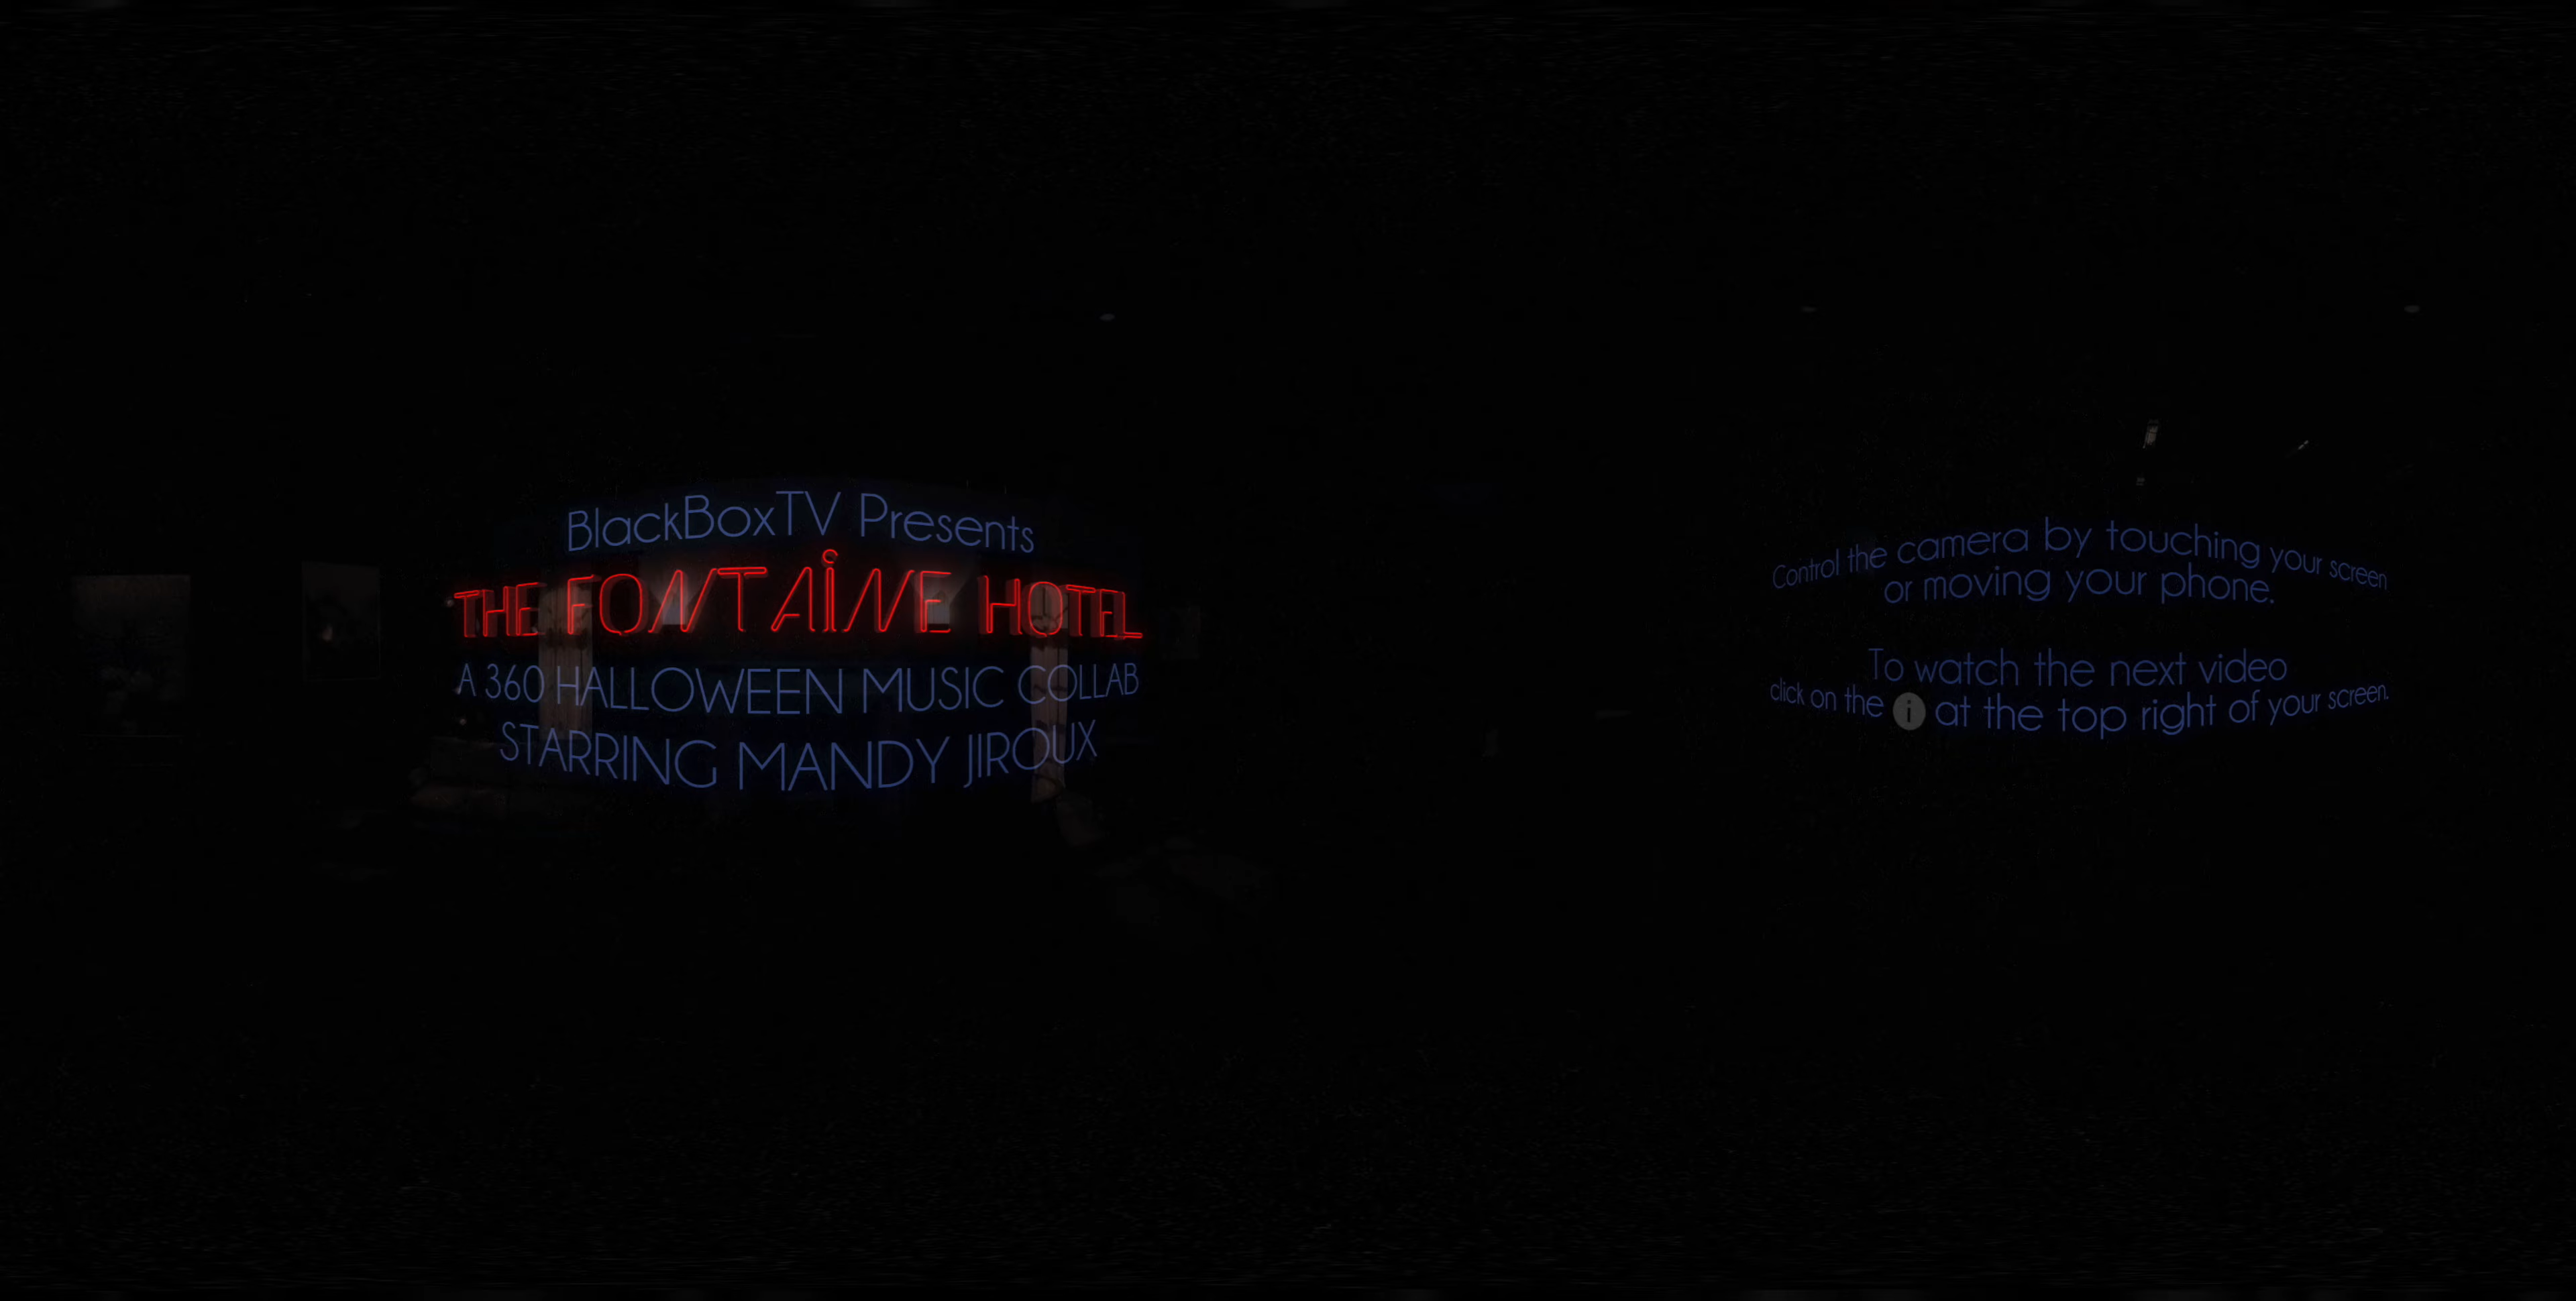 BlackBoxTV Presents
THE FONTAINE HOTEL
A 360 HALLOWEEN MUSIC COLLAB
STARRING MANDY JIROUX
Control the camera by touching your screen
or moving your phone.
To watch the next video
click on the i at the top right of your screen.